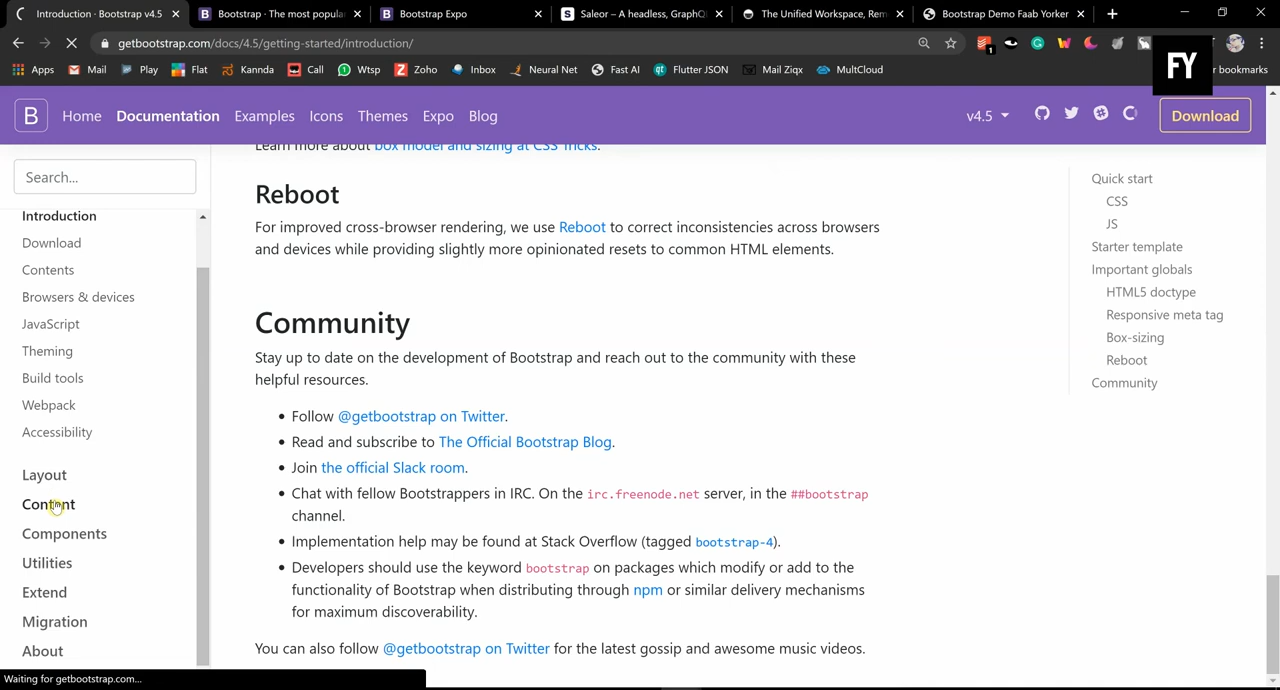 Introduction · Bootstrap v4.5
Bootstrap · The most popula
Bootstrap Expo
Saleor – A headless, GraphQ
The Unified Workspace, Rem
Bootstrap Demo Faab Yorker
getbootstrap.com/docs/4.5/getting-started/introduction/
Apps
Mail
Play
Flat
Kannda
Call
Wtsp
Zoho
Inbox
Neural Net
Fast AI
Flutter JSON
Mail Ziqx
MultCloud
r bookmarks
FY
B
Home
Documentation
Examples
Icons
Themes
Expo
Blog
v4.5
Download
Search...
Introduction
Download
Contents
Browsers & devices
JavaScript
Theming
Build tools
Webpack
Accessibility
Layout
Content
Components
Utilities
Extend
Migration
About
Learn more about box model and sizing at CSS Tricks.
Reboot
For improved cross-browser rendering, we use Reboot to correct inconsistencies across browsers
and devices while providing slightly more opinionated resets to common HTML elements.
Community
Stay up to date on the development of Bootstrap and reach out to the community with these
helpful resources.
• Follow @getbootstrap on Twitter.
• Read and subscribe to The Official Bootstrap Blog.
• Join the official Slack room.
• Chat with fellow Bootstrappers in IRC. On the irc.freenode.net server, in the ##bootstrap
channel.
• Implementation help may be found at Stack Overflow (tagged bootstrap-4).
• Developers should use the keyword bootstrap on packages which modify or add to the
functionality of Bootstrap when distributing through npm or similar delivery mechanisms
for maximum discoverability.
You can also follow @getbootstrap on Twitter for the latest gossip and awesome music videos.
Quick start
CSS
JS
Starter template
Important globals
HTML5 doctype
Responsive meta tag
Box-sizing
Reboot
Community
Waiting for getbootstrap.com...